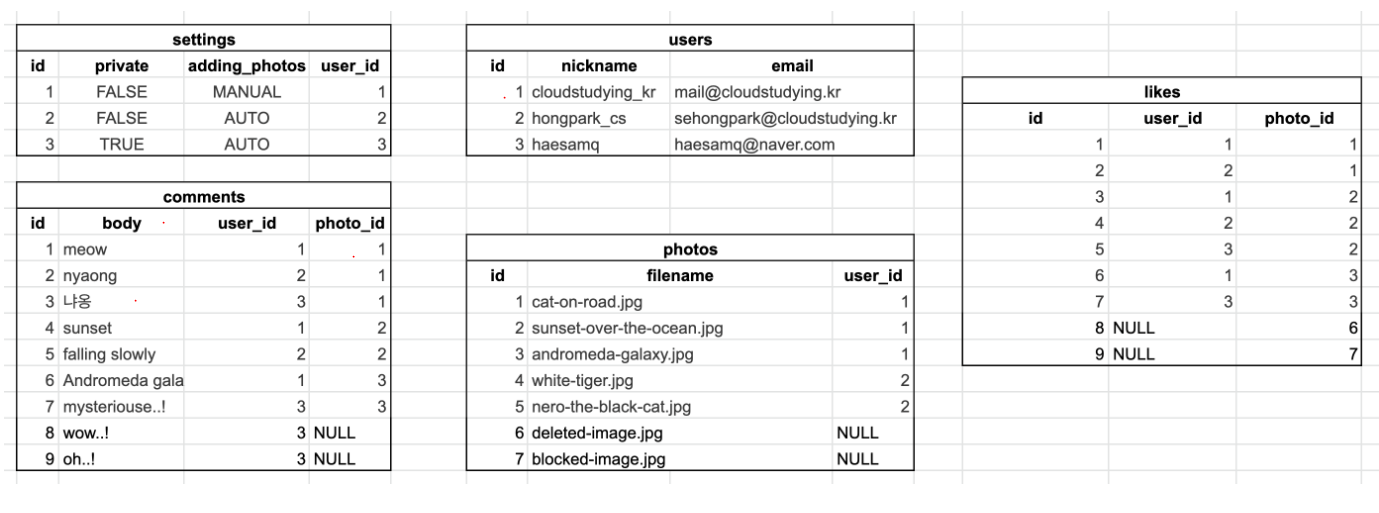 settings
id private adding_photos user_id
1 FALSE MANUAL 1
2 FALSE AUTO 2
3 TRUE AUTO 3
comments
id body user_id photo_id
1 meow 1 1
2 nyaong 2 1
3 냐옹 3 1
4 sunset 1 2
5 falling slowly 2 2
6 Andromeda gala 1 3
7 mysteriouse..! 3 3
8 wow..! 3 NULL
9 oh..! 3 NULL
users
id nickname email
1 cloudstudying_kr mail@cloudstudying.kr
2 hongpark_cs sehongpark@cloudstudying.kr
3 haesamq haesamq@naver.com
photos
id filename user_id
1 cat-on-road.jpg 1
2 sunset-over-the-ocean.jpg 1
3 andromeda-galaxy.jpg 1
4 white-tiger.jpg 2
5 nero-the-black-cat.jpg 2
6 deleted-image.jpg NULL
7 blocked-image.jpg NULL
likes
id user_id photo_id
1 1 1
2 2 1
3 1 2
4 2 2
5 3 2
6 1 3
7 3 3
8 NULL 6
9 NULL 7